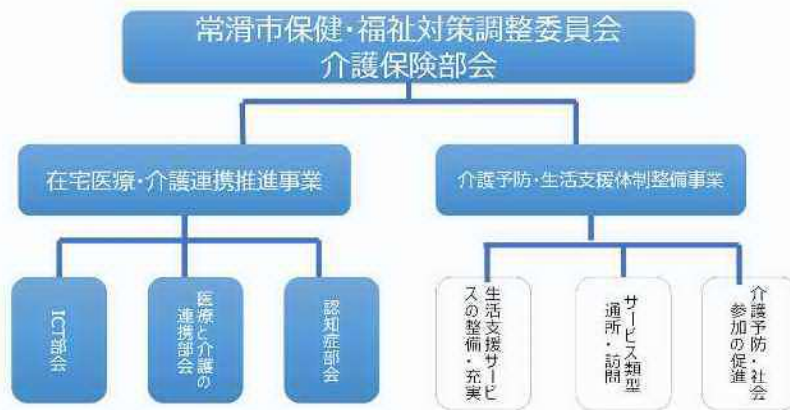 常滑市保健・福祉対策調整委員会
介護保険部会
在宅医療・介護連携推進事業
介護予防・生活支援体制整備事業
ICT部会
医療と介護の
連携部会
認知症部会
生活支援サービ
スの整備・充実
サービス類型
通所・訪問
介護予防・社会
参加の促進